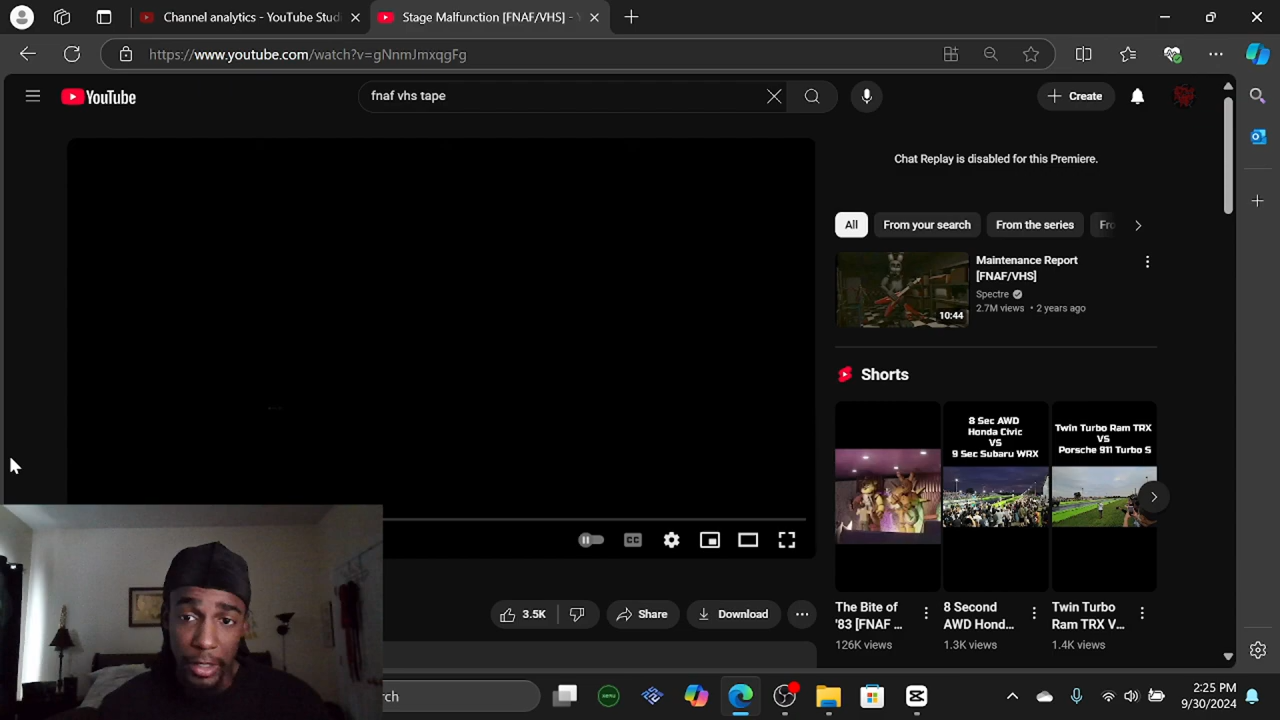 Channel analytics - YouTube Stud
Stage Malfunction [FNAF/VHS] - Y
https://www.youtube.com/watch?v=gNnmJmxqgFg
YouTube
fnaf vhs tape
Create
Chat Replay is disabled for this Premiere.
All
From your search
From the series
Fro
Maintenance Report
[FNAF/VHS]
Spectre
2.7M views • 2 years ago
10:44
Shorts
8 Sec AWD
Honda Civic
VS
9 Sec Subaru WRX
Twin Turbo Ram TRX
VS
Porsche 911 Turbo S
CC
3.5K
Share
Download
The Bite of
'83 [FNAF ...
126K views
8 Second
AWD Hond...
1.3K views
Twin Turbo
Ram TRX V...
1.4K views
rch
2:25 PM
9/30/2024